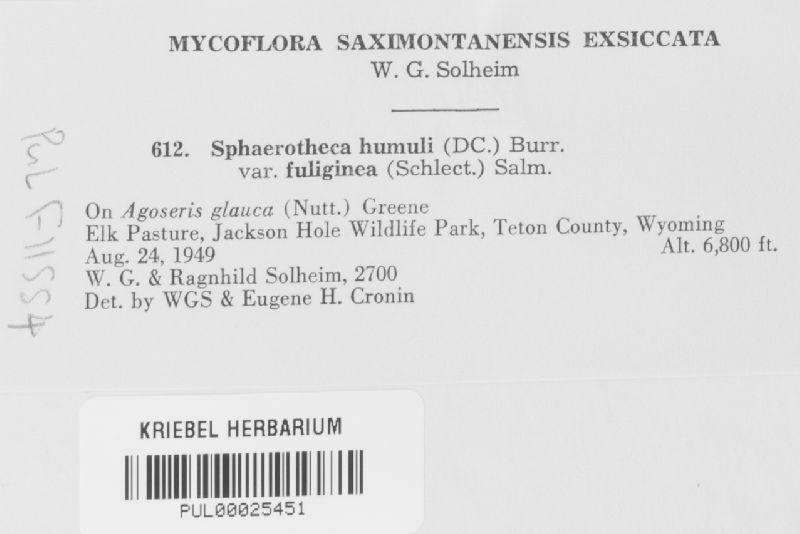 MYCOFLORA SAXIMONTANENSIS EXSICCATA
W. G. Solheim
612. Sphaerotheca humuli (DC.) Burr.
var. fuliginea (Schlect.) Salm.
On Agoseris glauca (Nutt.) Greene
Elk Pasture, Jackson Hole Wildlife Park, Teton County, Wyoming
Aug. 24, 1949 Alt. 6,800 ft.
W. G. & Ragnhild Solheim, 2700
Det. by WGS & Eugene H. Cronin
PUL F11554
KRIEBEL HERBARIUM
PUL00025451